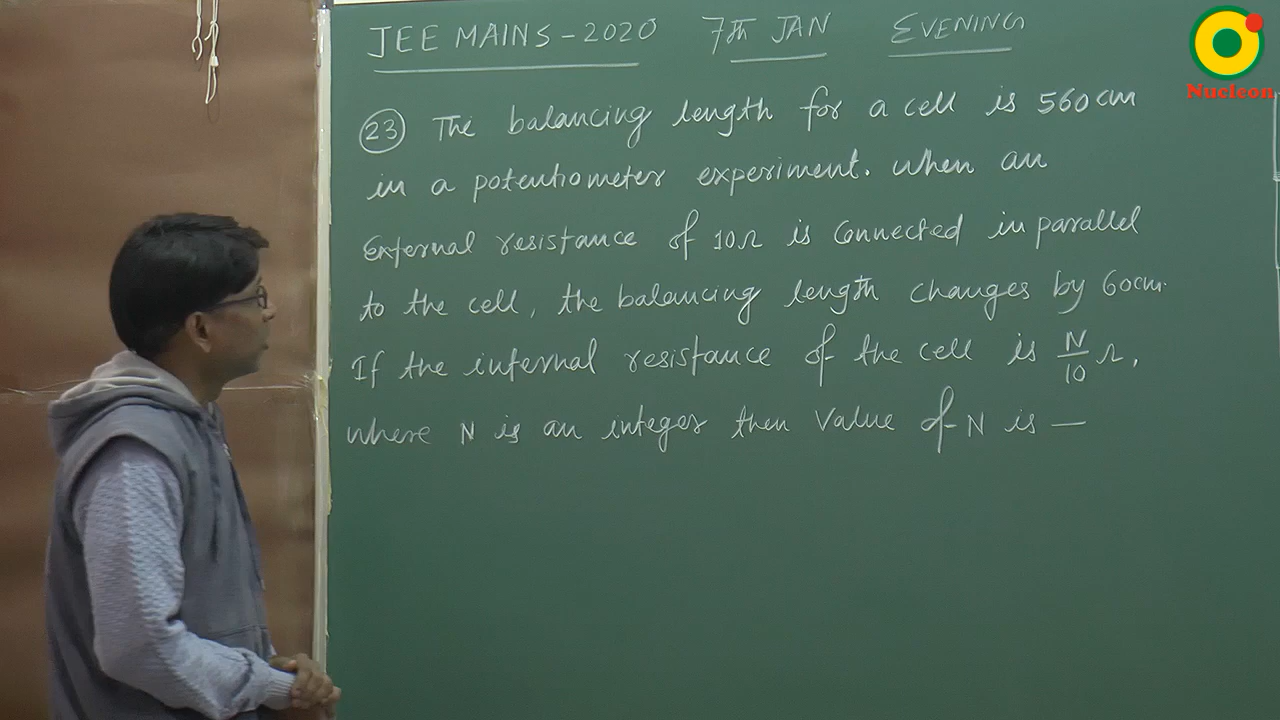 JEE MAINS - 2020 7th JAN EVENING
Nucleon
(23) The balancing length for a cell is 560cm
in a potentiometer experiment. When an
External resistance of 10Ω is connected in parallel
to the cell, the balancing length changes by 60cm.
If the internal resistance of the cell is N/10 Ω,
where N is an integer then value of N is —